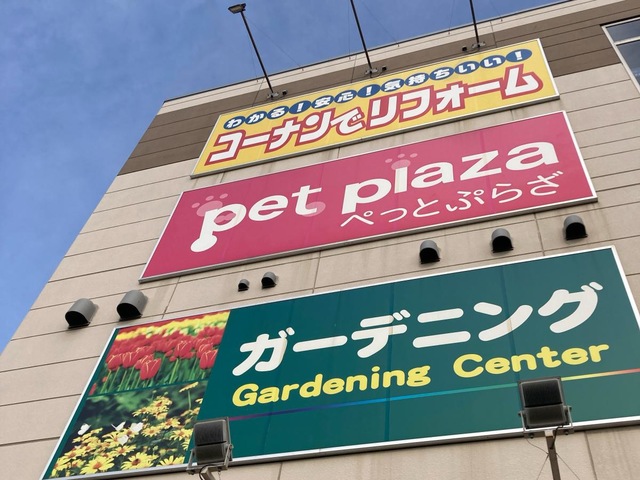 わかる!安心!気持ちいい!
コーナンでリフォーム
pet plaza
ぺっとぷらざ
ガーデニング
Gardening Center